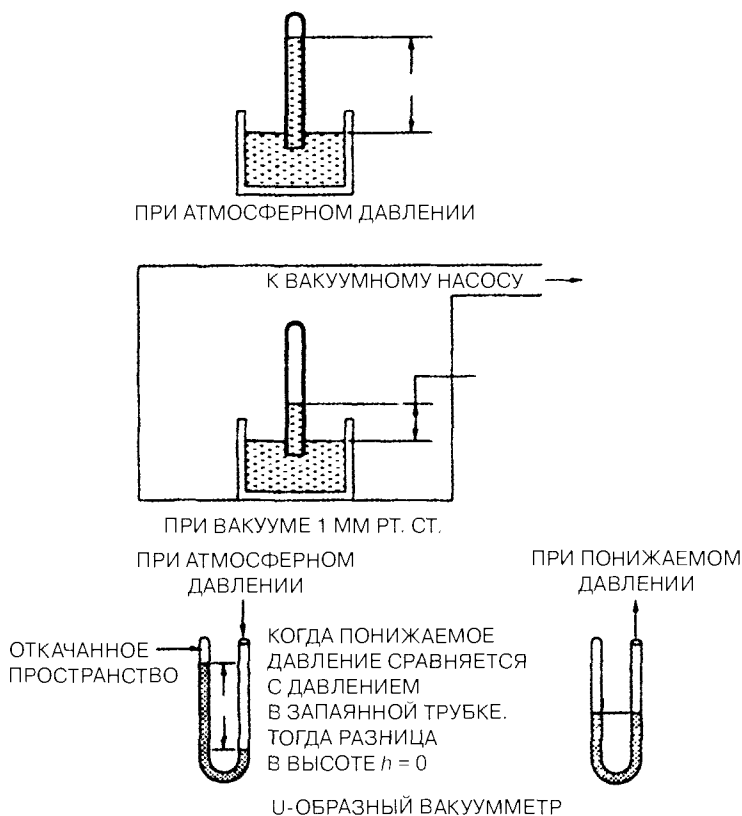 ПРИ АТМОСФЕРНОМ ДАВЛЕНИИ
К ВАКУУМНОМУ НАСОСУ
ПРИ ВАКУУМЕ 1 ММ РТ. СТ.
ПРИ АТМОСФЕРНОМ
ДАВЛЕНИИ
ОТКАЧАННОЕ
ПРОСТРАНСТВО
КОГДА ПОНИЖАЕМОЕ
ДАВЛЕНИЕ СРАВНЯЕТСЯ
С ДАВЛЕНИЕМ
В ЗАПАЯННОЙ ТРУБКЕ.
ТОГДА РАЗНИЦА
В ВЫСОТЕ h = 0
ПРИ ПОНИЖАЕМОМ
ДАВЛЕНИИ
U-ОБРАЗНЫЙ ВАКУУММЕТР